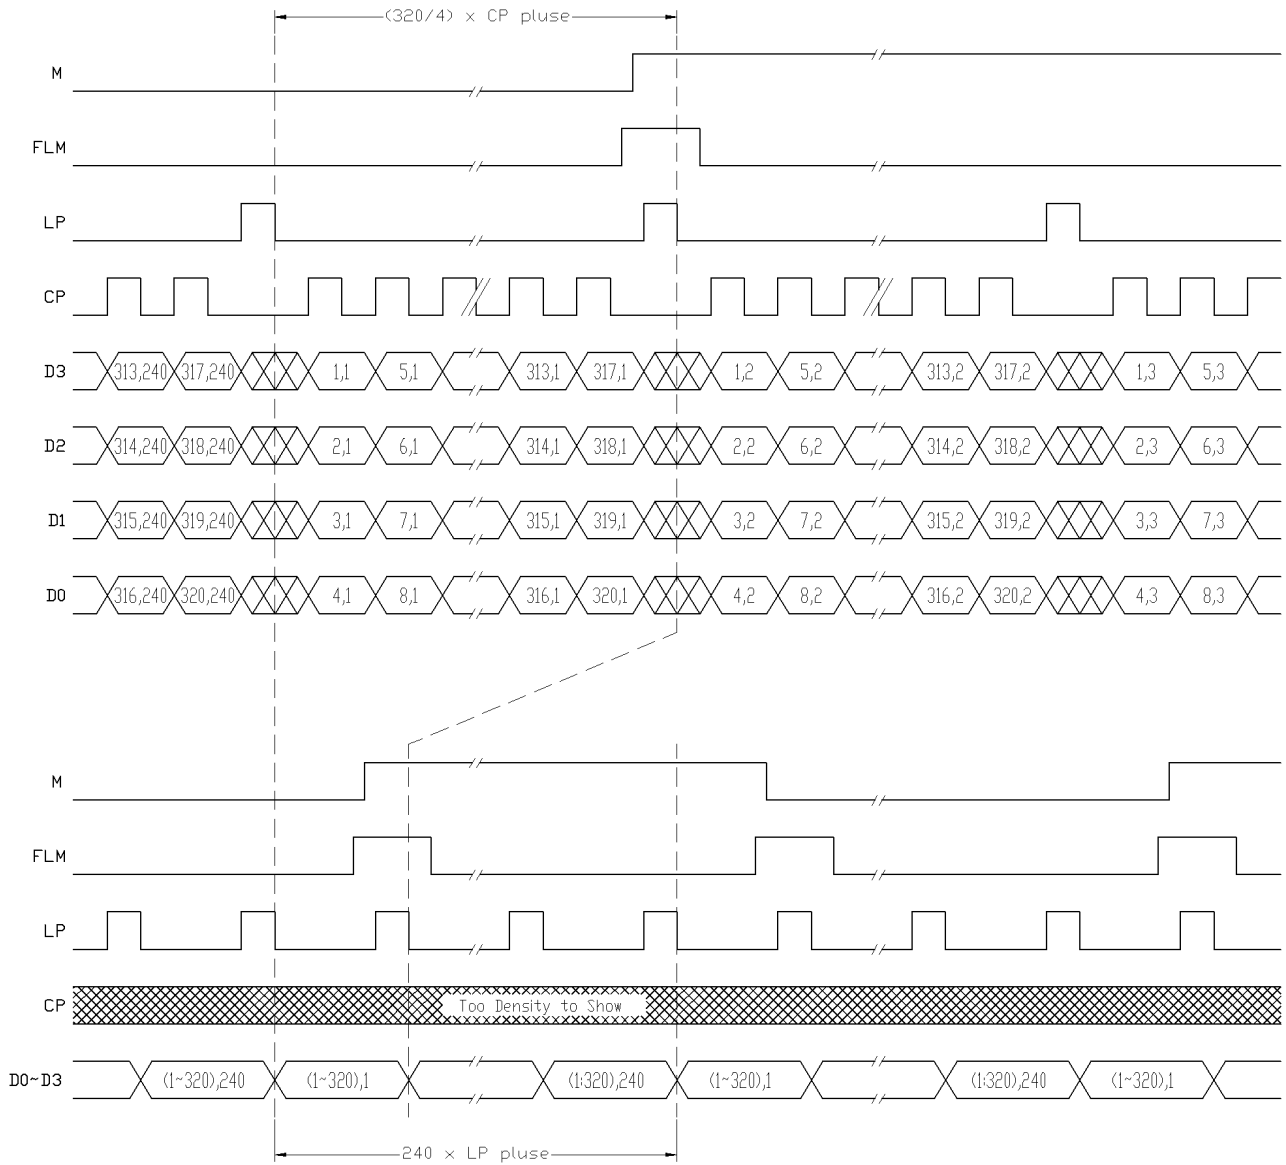 (320/4) x CP pluse
M
FLM
LP
CP
D3 313,240 317,240 1,1 5,1 313,1 317,1 1,2 5,2 313,2 317,2 1,3 5,3
D2 314,240 318,240 2,1 6,1 314,1 318,1 2,2 6,2 314,2 318,2 2,3 6,3
D1 315,240 319,240 3,1 7,1 315,1 319,1 3,2 7,2 315,2 319,2 3,3 7,3
D0 316,240 320,240 4,1 8,1 316,1 320,1 4,2 8,2 316,2 320,2 4,3 8,3
M
FLM
LP
CP Too Density to Show
D0~D3 (1~320),240 (1~320),1 (1:320),240 (1~320),1 (1:320),240 (1~320),1
240 x LP pluse